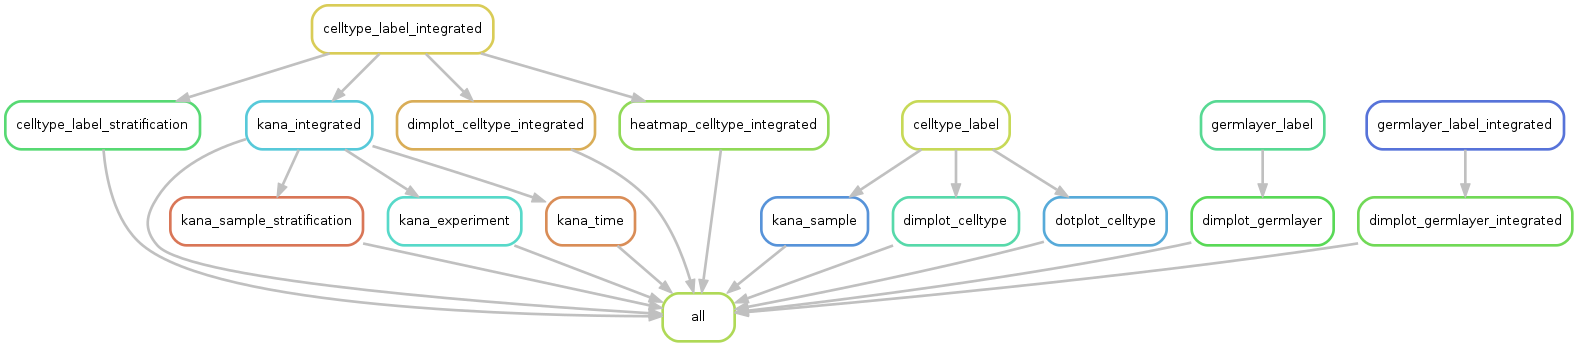 celltype_label_integrated
celltype_label_stratification
kana_integrated
dimplot_celltype_integrated
heatmap_celltype_integrated
celltype_label
germlayer_label
germlayer_label_integrated
kana_sample_stratification
kana_experiment
kana_time
kana_sample
dimplot_celltype
dotplot_celltype
dimplot_germlayer
dimplot_germlayer_integrated
all